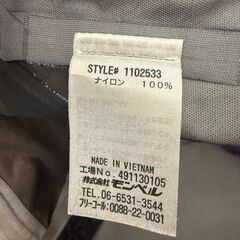 STYLE# 1102533
ナイロン 100%
MADE IN VIETNAM
工場No. 491130105
株式会社モンベル
TEL. 06-6531-3544
フリーコール: 0088-22-0031